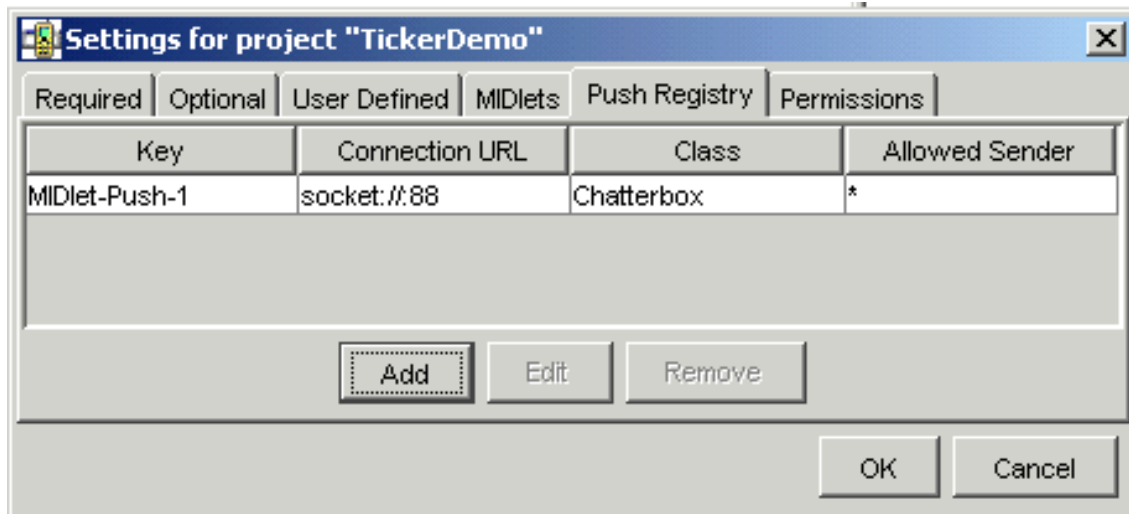 Settings for project "TickerDemo"
Required Optional User Defined MIDlets Push Registry Permissions
Key Connection URL Class Allowed Sender
MIDlet-Push-1 socket://:88 Chatterbox *
Add Edit Remove
OK Cancel